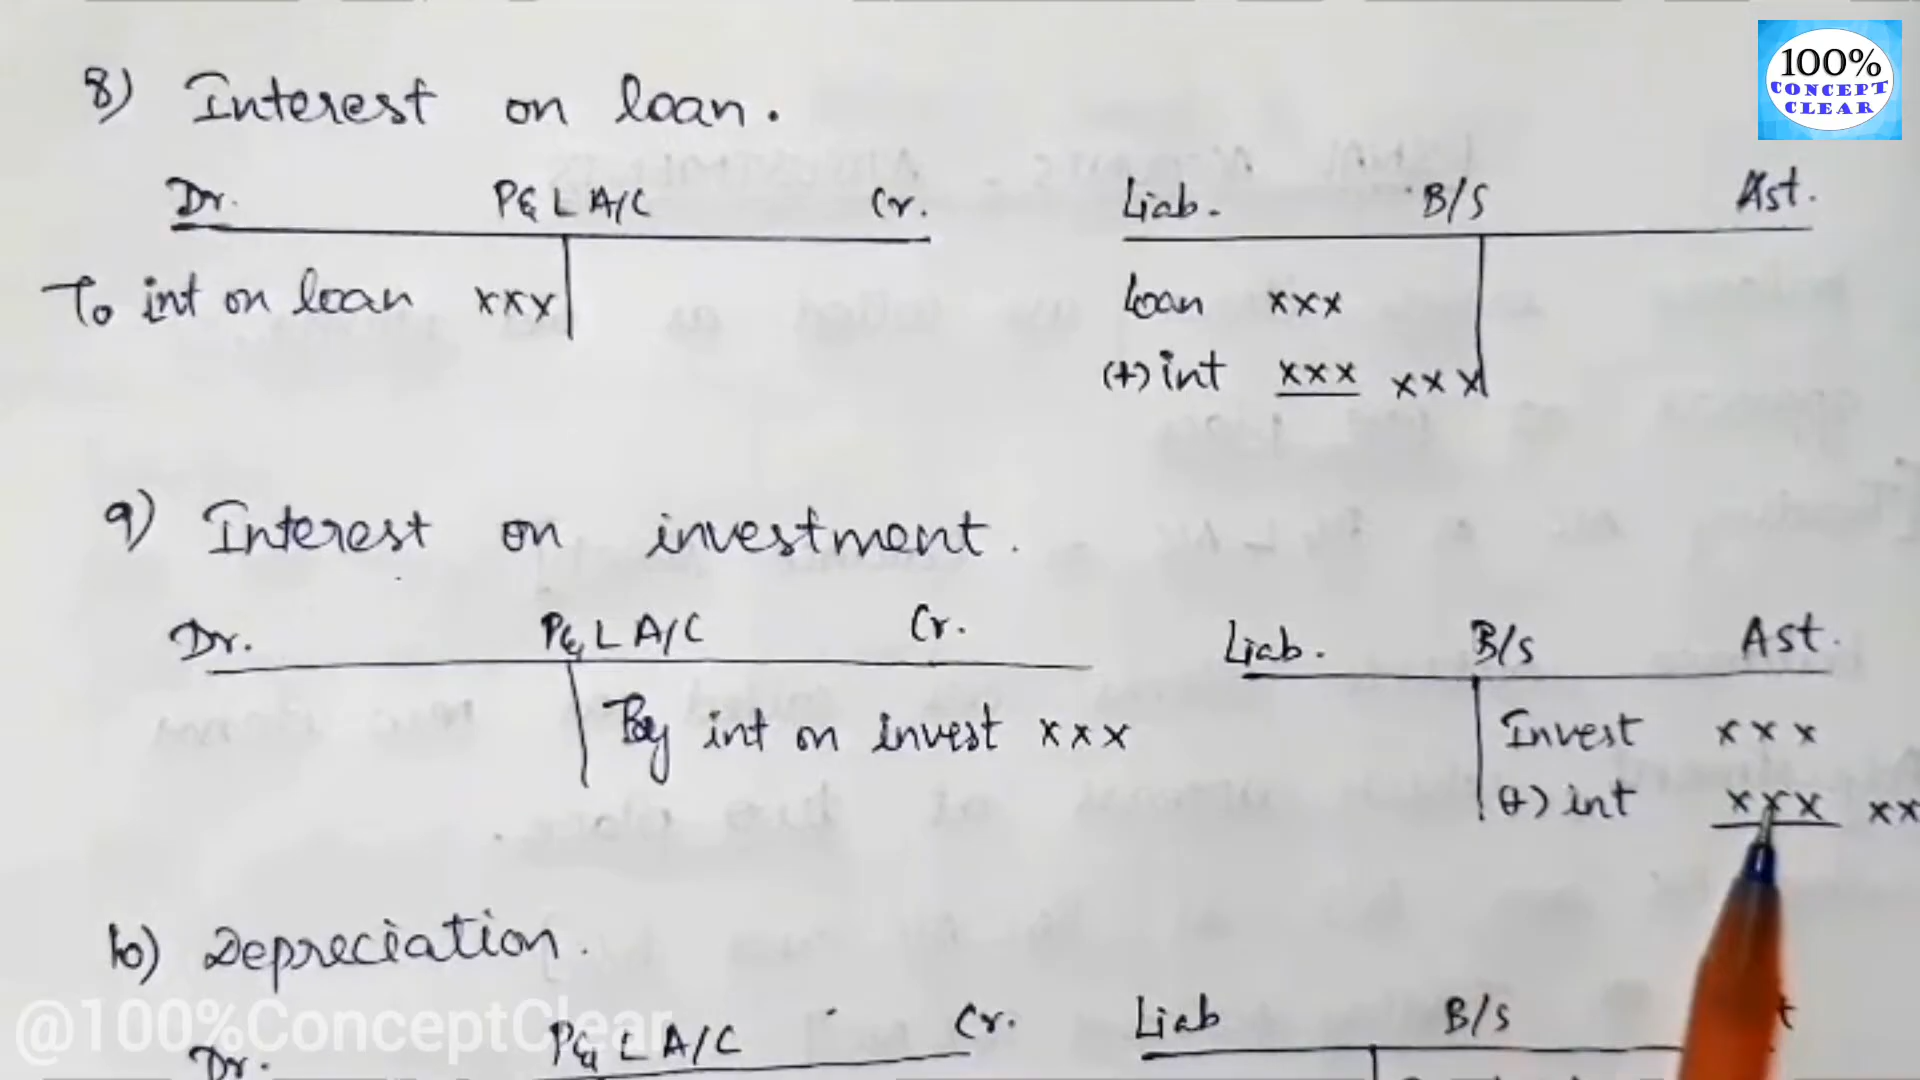 100%
CONCEPT
CLEAR
8) Interest on loan.
Dr. P&L A/C Cr.
To int on loan xxx
Liab. B/S Ast.
Loan xxx
(+) int xxx xxx
9) Interest on investment.
Dr. P&L A/C Cr.
By int on invest xxx
Liab. B/S Ast.
Invest xxx
(+) int xxx xx
10) Depreciation.
@100%ConceptClear
Dr. P&L A/C Cr.
Liab B/S t